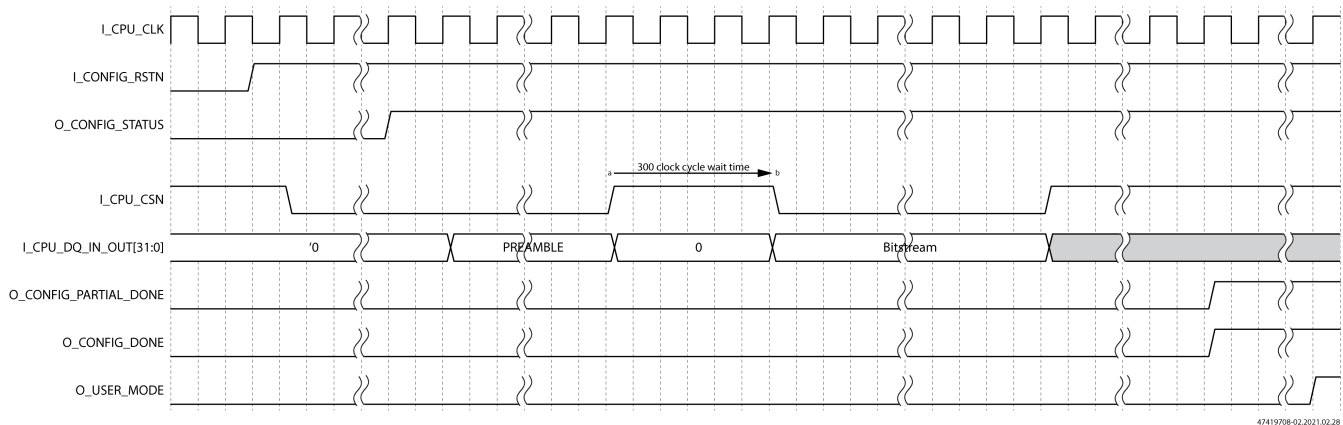 I_CPU_CLK
I_CONFIG_RSTN
O_CONFIG_STATUS
300 clock cycle wait time
a
b
I_CPU_CSN
I_CPU_DQ_IN_OUT[31:0]
'0
PREAMBLE
0
Bitstream
O_CONFIG_PARTIAL_DONE
O_CONFIG_DONE
O_USER_MODE
47419708-02.2021.02.28